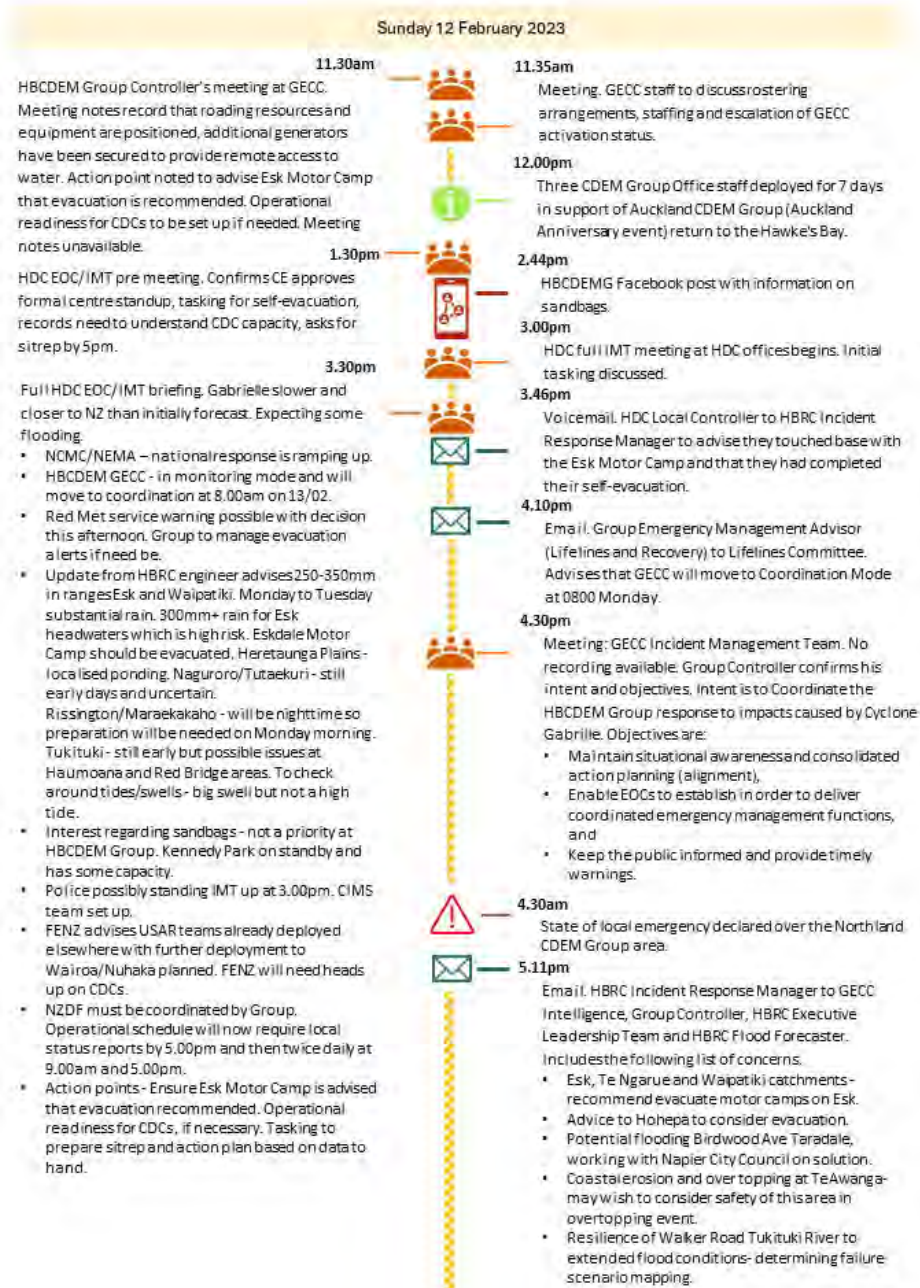 Sunday 12 February 2023
11.30am
HBCDEM Group Controller's meeting at GECC.
Meeting notes record that roading resources and
equipment are positioned, additional generators
have been secured to provide remote access to
water. Action point noted to advise Esk Motor Camp
that evacuation is recommended. Operational
readiness for CDCs to be set up if needed. Meeting
notes unavailable.
1.30pm
HDC EOC/IMT pre meeting. Confirms CE approves
formal centre standup, tasking for self-evacuation,
records need to understand CDC capacity, asks for
sitrep by 5pm.
3.30pm
Full HDC EOC/IMT briefing. Gabrielle slower and
closer to NZ than initially forecast. Expecting some
flooding.
• NCMC/NEMA – national response is ramping up.
• HBCDEM GECC - in monitoring mode and will
move to coordination at 8.00am on 13/02.
• Red Met service warning possible with decision
this afternoon. Group to manage evacuation
alerts if need be.
• Update from HBRC engineer advises 250-350mm
in ranges Esk and Waipatiki. Monday to Tuesday
substantial rain. 300mm+ rain for Esk
headwaters which is high risk. Eskdale Motor
Camp should be evacuated. Heretaunga Plains -
localised ponding. Naguroro/Tutaekuri - still
early days and uncertain.
Rissington/Maraekakaho - will be nighttime so
preparation will be needed on Monday morning.
Tukituki - still early but possible issues at
Haumoana and Red Bridge areas. To check
around tides/swells - big swell but not a high
tide.
• Interest regarding sandbags - not a priority at
HBCDEM Group. Kennedy Park on standby and
has some capacity.
• Police possibly standing IMT up at 3.00pm. CIMS
team set up.
• FENZ advises USAR teams already deployed
elsewhere with further deployment to
Wairoa/Nuhaka planned. FENZ will need heads
up on CDCs.
• NZDF must be coordinated by Group.
Operational schedule will now require local
status reports by 5.00pm and then twice daily at
9.00am and 5.00pm.
• Action points - Ensure Esk Motor Camp is advised
that evacuation recommended. Operational
readiness for CDCs, if necessary. Tasking to
prepare sitrep and action plan based on data to
hand.
11.35am
Meeting. GECC staff to discuss rostering
arrangements, staffing and escalation of GECC
activation status.
12.00pm
Three CDEM Group Office staff deployed for 7 days
in support of Auckland CDEM Group (Auckland
Anniversary event) return to the Hawke's Bay.
2.44pm
HBCDEMG Facebook post with information on
sandbags.
3.00pm
HDC full IMT meeting at HDC offices begins. Initial
tasking discussed.
3.46pm
Voicemail. HDC Local Controller to HBRC Incident
Response Manager to advise they touched base with
the Esk Motor Camp and that they had completed
their self-evacuation.
4.10pm
Email. Group Emergency Management Advisor
(Lifelines and Recovery) to Lifelines Committee.
Advises that GECC will move to Coordination Mode
at 0800 Monday.
4.30pm
Meeting: GECC Incident Management Team. No
recording available. Group Controller confirms his
intent and objectives. Intent is to Coordinate the
HBCDEM Group response to impacts caused by Cyclone
Gabrille. Objectives are:
• Maintain situational awareness and consolidated
action planning (alignment),
• Enable EOCs to establish in order to deliver
coordinated emergency management functions,
and
• Keep the public informed and provide timely
warnings.
4.30am
State of local emergency declared over the Northland
CDEM Group area.
5.11pm
Email. HBRC Incident Response Manager to GECC
Intelligence, Group Controller, HBRC Executive
Leadership Team and HBRC Flood Forecaster.
Includes the following list of concerns.
• Esk, Te Ngarue and Waipatiki catchments -
recommend evacuate motor camps on Esk.
• Advice to Hohepa to consider evacuation.
• Potential flooding Birdwood Ave Taradale,
working with Napier City Council on solution.
• Coastal erosion and over topping at Te Awanga-
may wish to consider safety of this area in
overtopping event.
• Resilience of Walker Road Tukituki River to
extended flood conditions- determining failure
scenario mapping.